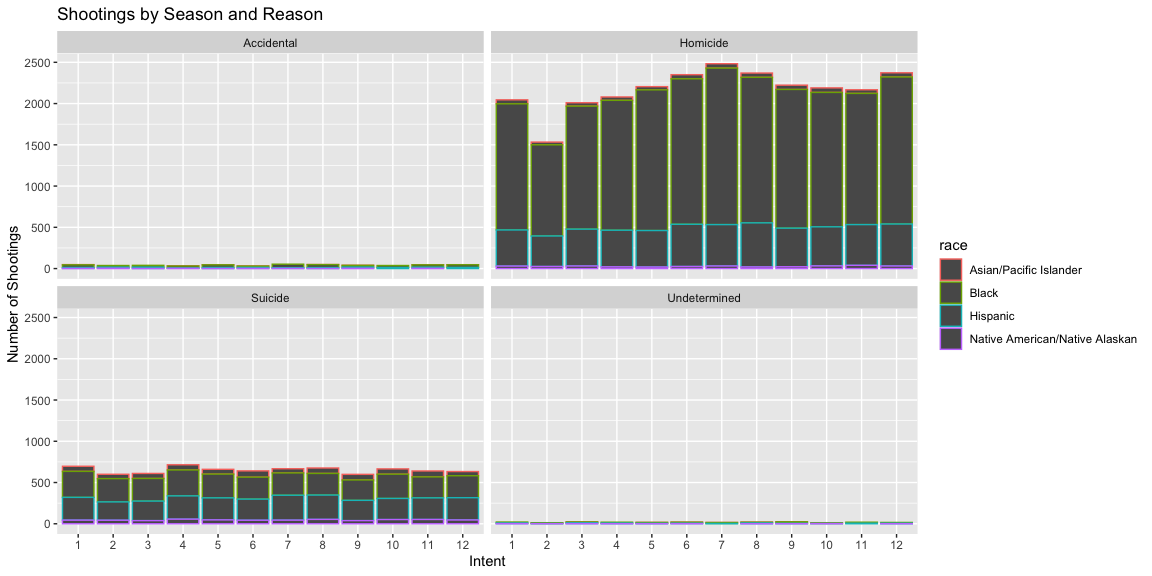 Shootings by Season and Reason
Accidental
Homicide
2500
2000
1500
1000
500
0
Suicide
Undetermined
2500
2000
1500
1000
500
0
1 2 3 4 5 6 7 8 9 10 11 12
1 2 3 4 5 6 7 8 9 10 11 12
Intent
Number of Shootings
race
Asian/Pacific Islander
Black
Hispanic
Native American/Native Alaskan